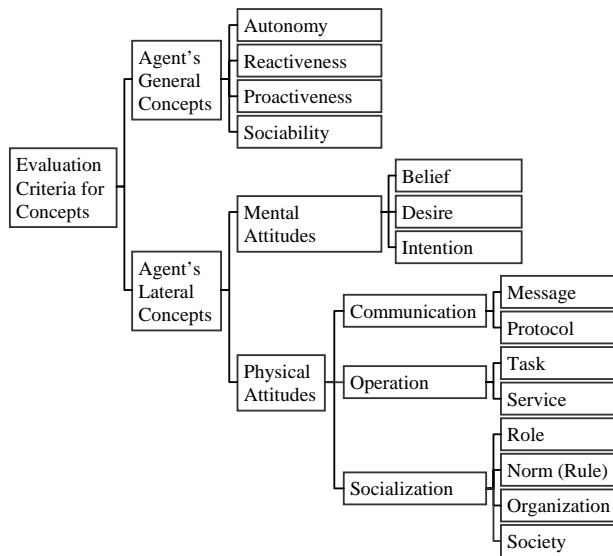 Evaluation
Criteria for
Concepts
Agent's
General
Concepts
Autonomy
Reactiveness
Proactiveness
Sociability
Agent's
Lateral
Concepts
Mental
Attitudes
Belief
Desire
Intention
Physical
Attitudes
Communication
Message
Protocol
Operation
Task
Service
Socialization
Role
Norm (Rule)
Organization
Society